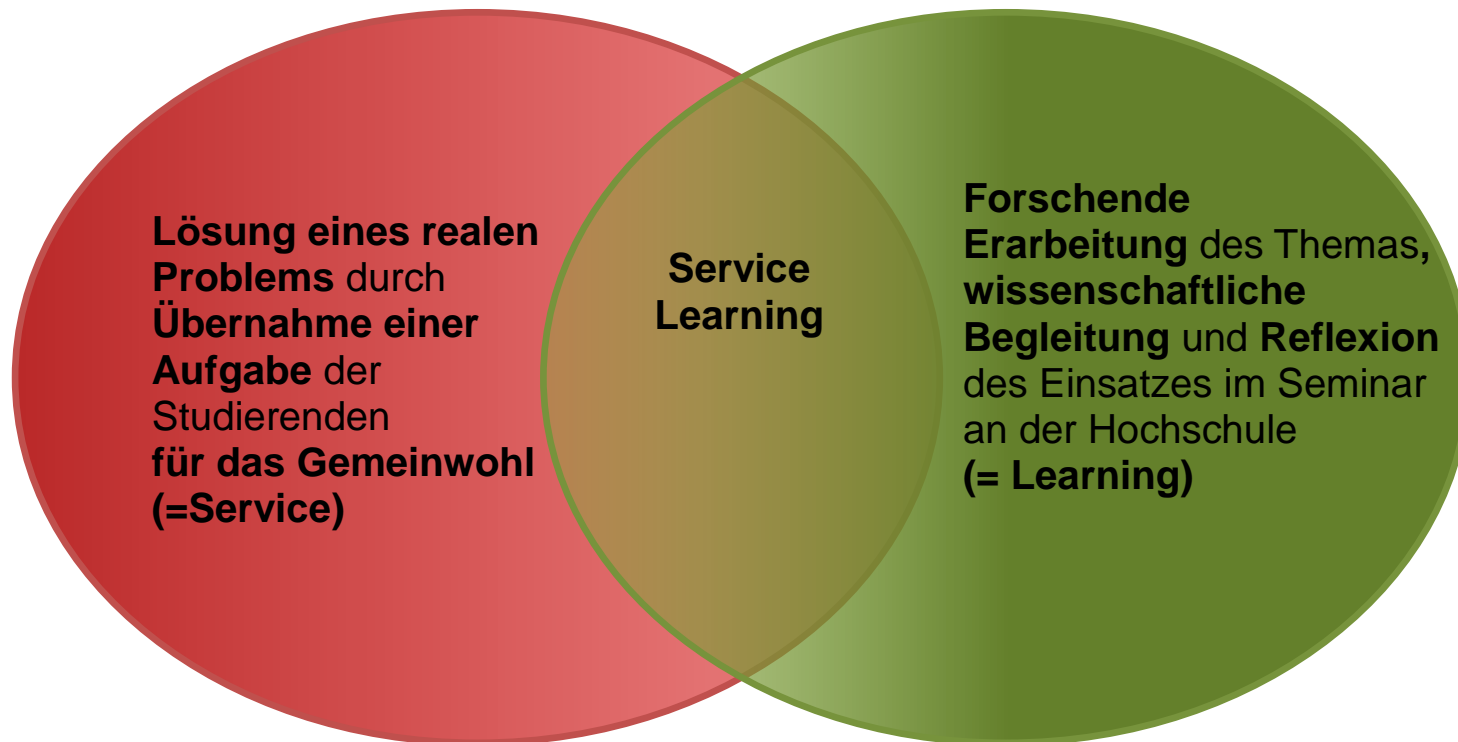 Lösung eines realen
Problems durch
Übernahme einer
Aufgabe der
Studierenden
für das Gemeinwohl
(=Service)
Service
Learning
Forschende
Erarbeitung des Themas,
wissenschaftliche
Begleitung und Reflexion
des Einsatzes im Seminar
an der Hochschule
(= Learning)